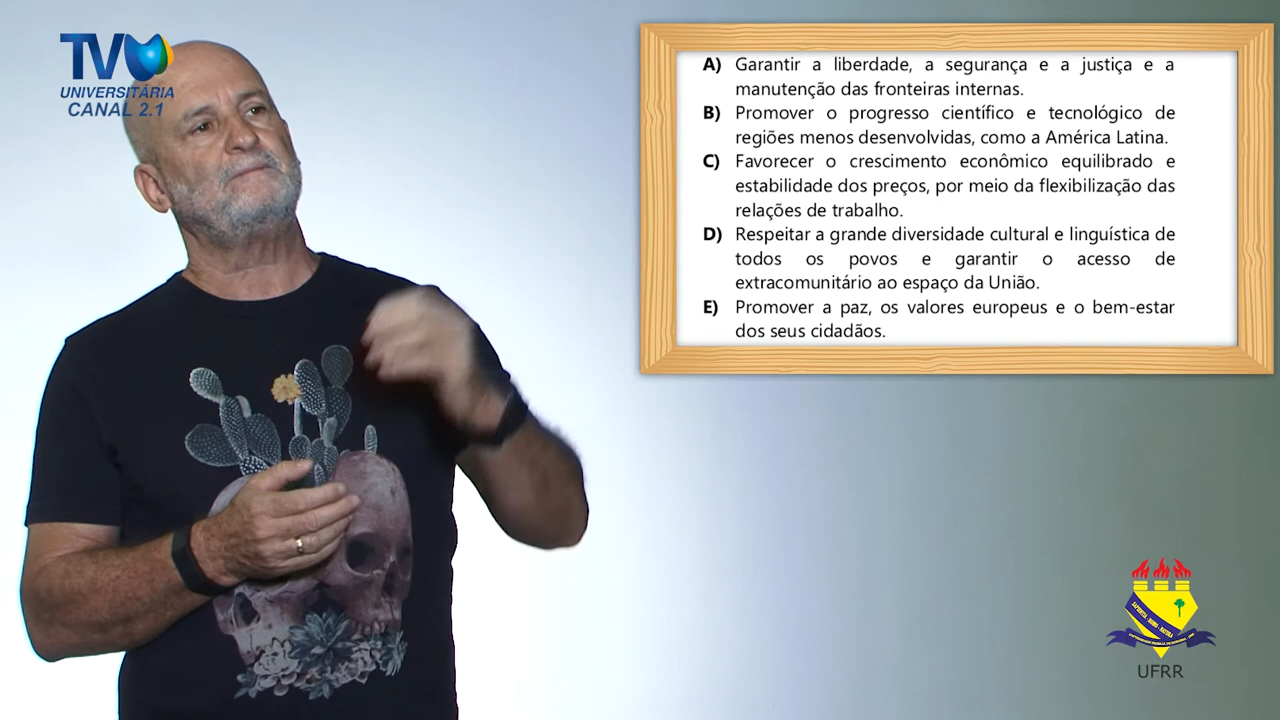 TVU
UNIVERSITÁRIA
CANAL 2.1
A) Garantir a liberdade, a segurança e a justiça e a
manutenção das fronteiras internas.
B) Promover o progresso científico e tecnológico de
regiões menos desenvolvidas, como a América Latina.
C) Favorecer o crescimento econômico equilibrado e
estabilidade dos preços, por meio da flexibilização das
relações de trabalho.
D) Respeitar a grande diversidade cultural e linguística de
todos os povos e garantir o acesso de
extracomunitário ao espaço da União.
E) Promover a paz, os valores europeus e o bem-estar
dos seus cidadãos.
UFRR